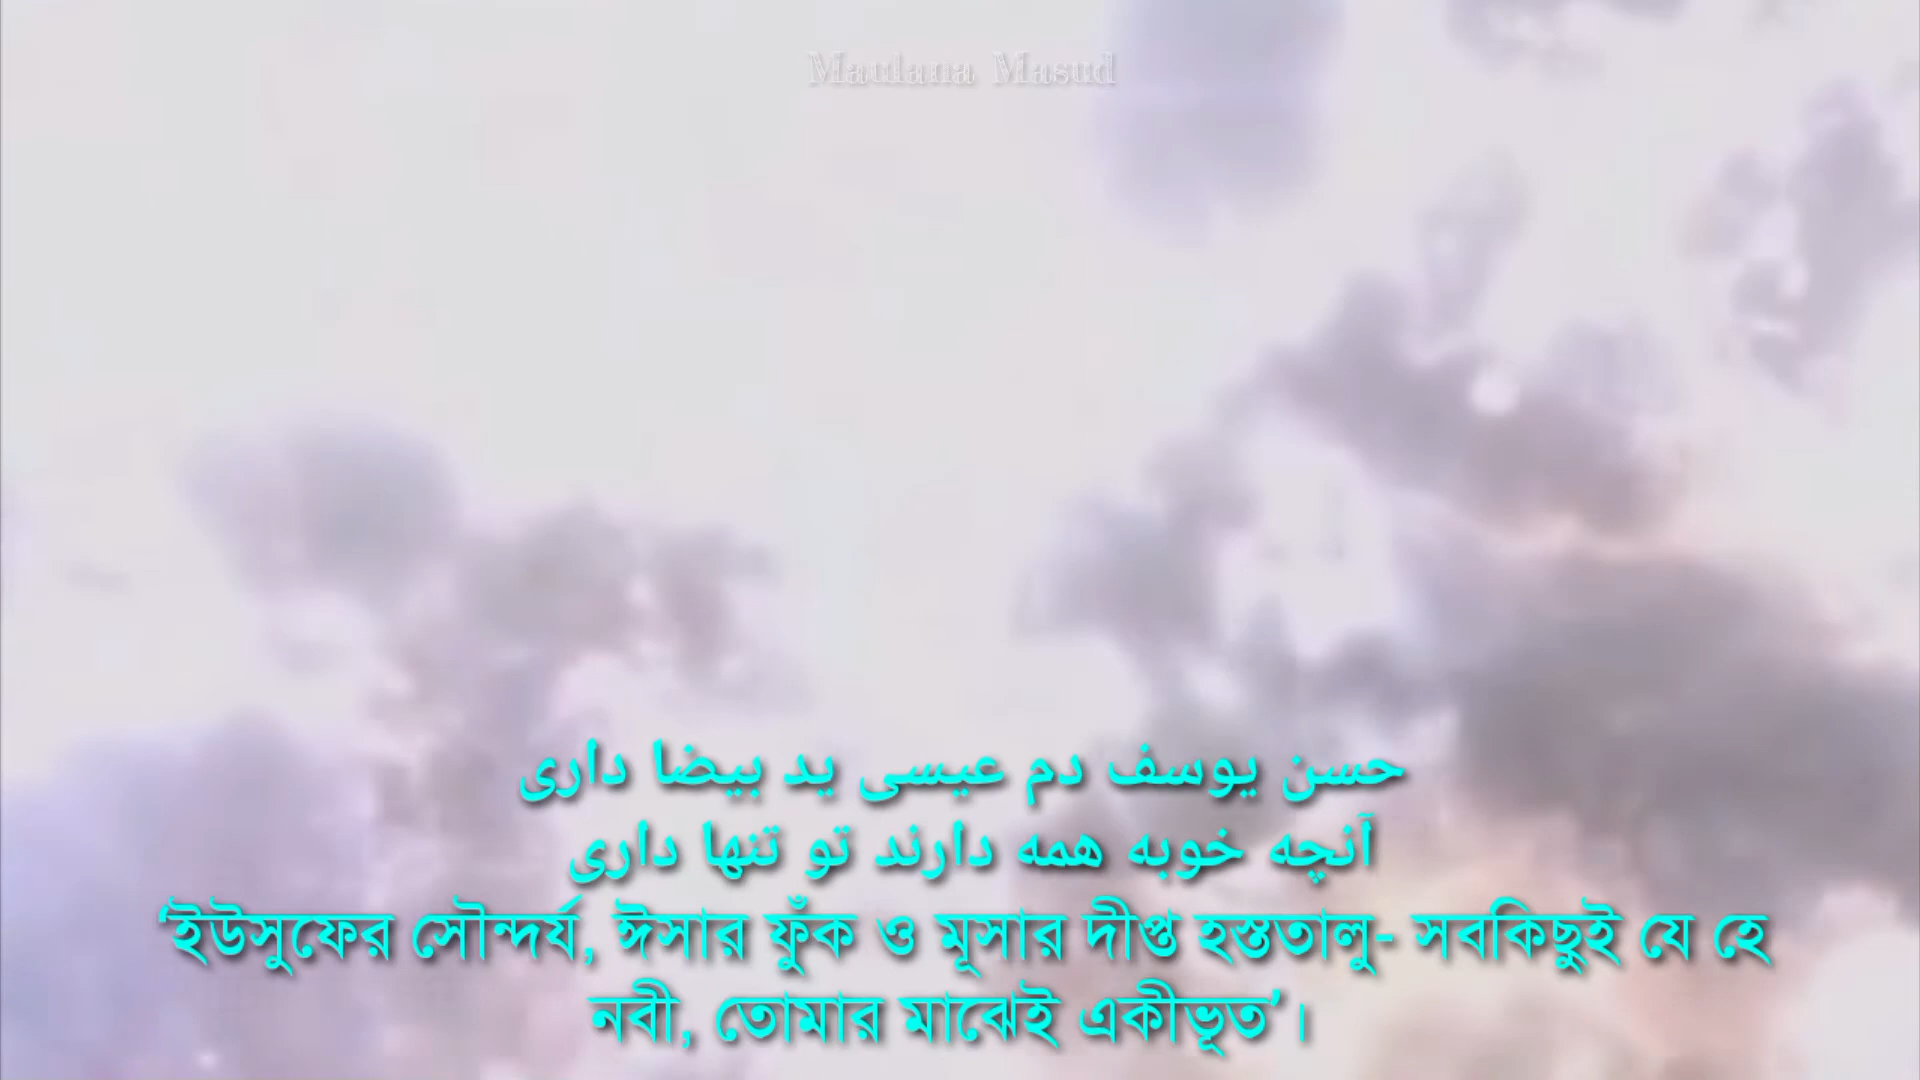 Maulana Masud
حسن یوسف دم عیسی ید بیضا داری
آنچه خوبه همه دارند تو تنها داری
‘ইউসুফের সৌন্দর্য, ঈসার ফুঁক ও মূসার দীপ্ত হস্ততালু- সবকিছুই যে হে
নবী, তোমার মাঝেই একীভূত’।